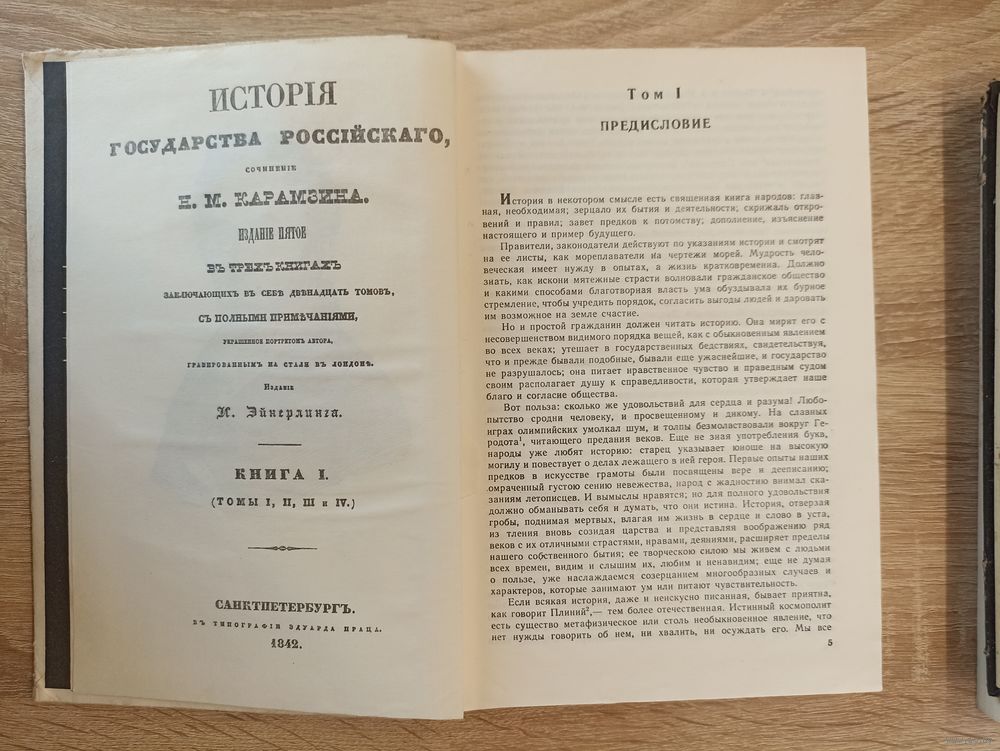 ИСТОРІЯ
ГОСУДАРСТВА РОССІЙСКАГО,
СОЧИНЕНІЕ
Н. М. КАРАМЗИНА.
ИЗДАНІЕ ПЯТОЕ
ВЪ ТРЕХЪ КНИГАХЪ
ЗАКЛЮЧАЮЩИХЪ ВЪ СЕБѢ ДВѢНАДЦАТЬ ТОМОВЪ,
СЪ ПОЛНЫМИ ПРИМѢЧАНІЯМИ,
УКРАШЕННОЕ ПОРТРЕТОМЪ АВТОРА,
ГРАВИРОВАННЫМЪ НА СТАЛИ ВЪ ЛОНДОНѢ.
Изданіе
И. Эйнерлинга.
КНИГА I.
(ТОМЫ I, II, III и IV.)
САНКТПЕТЕРБУРГЪ.
ВЪ ТИПОГРАФІИ ЭДУАРДА ПРАЦА.
1842.
Том I
ПРЕДИСЛОВИЕ
История в некотором смысле есть священная книга народов: глав-
ная, необходимая; зерцало их бытия и деятельности; скрижаль откро-
вений и правил; завет предков к потомству; дополнение, изъяснение
настоящего и пример будущего.
Правители, законодатели действуют по указаниям истории и смотрят
на ее листы, как мореплаватели на чертежи морей. Мудрость чело-
веческая имеет нужду в опытах, а жизнь кратковременна. Должно
знать, как искони мятежные страсти волновали гражданское общество
и какими способами благотворная власть ума обуздывала их бурное
стремление, чтобы учредить порядок, согласить выгоды людей и даровать
им возможное на земле счастие.
Но и простой гражданин должен читать историю. Она мирит его с
несовершенством видимого порядка вещей, как с обыкновенным явлением
во всех веках; утешает в государственных бедствиях, свидетельствуя,
что и прежде бывали подобные, бывали еще ужаснейшие, и государство
не разрушалось; она питает нравственное чувство и праведным судом
своим располагает душу к справедливости, которая утверждает наше
благо и согласие общества.
Вот польза: сколько же удовольствий для сердца и разума! Любо-
пытство сродни человеку, и просвещенному и дикому. На славных
играх олимпийских умолкал шум, и толпы безмолвствовали вокруг Ге-
родота¹, читающего предания веков. Еще не зная употребления букв,
народы уже любят историю: старец указывает юноше на высокую
могилу и повествует о делах лежащего в ней героя. Первые опыты наших
предков в искусстве грамоты были посвящены вере и дееписанию;
омраченный густою сению невежества, народ с жадностию внимал ска-
заниям летописцев. И вымыслы нравятся; но для полного удовольствия
должно обманывать себя и думать, что они истина. История, отверзая
гробы, поднимая мертвых, влагая им жизнь в сердце и слово в уста,
из тления вновь созидая царства и представляя воображению ряд
веков с их отличными страстями, нравами, деяниями, расширяет пределы
нашего собственного бытия; ее творческою силою мы живем с людьми
всех времен, видим и слышим их, любим и ненавидим; еще не думая
о пользе, уже наслаждаемся созерцанием многообразных случаев и
характеров, которые занимают ум или питают чувствительность.
Если всякая история, даже и неискусно писанная, бывает приятна,
как говорит Плиний²,— тем более отечественная. Истинный космополит
есть существо метафизическое или столь необыкновенное явление, что
нет нужды говорить об нем, ни хвалить, ни осуждать его. Мы все
5